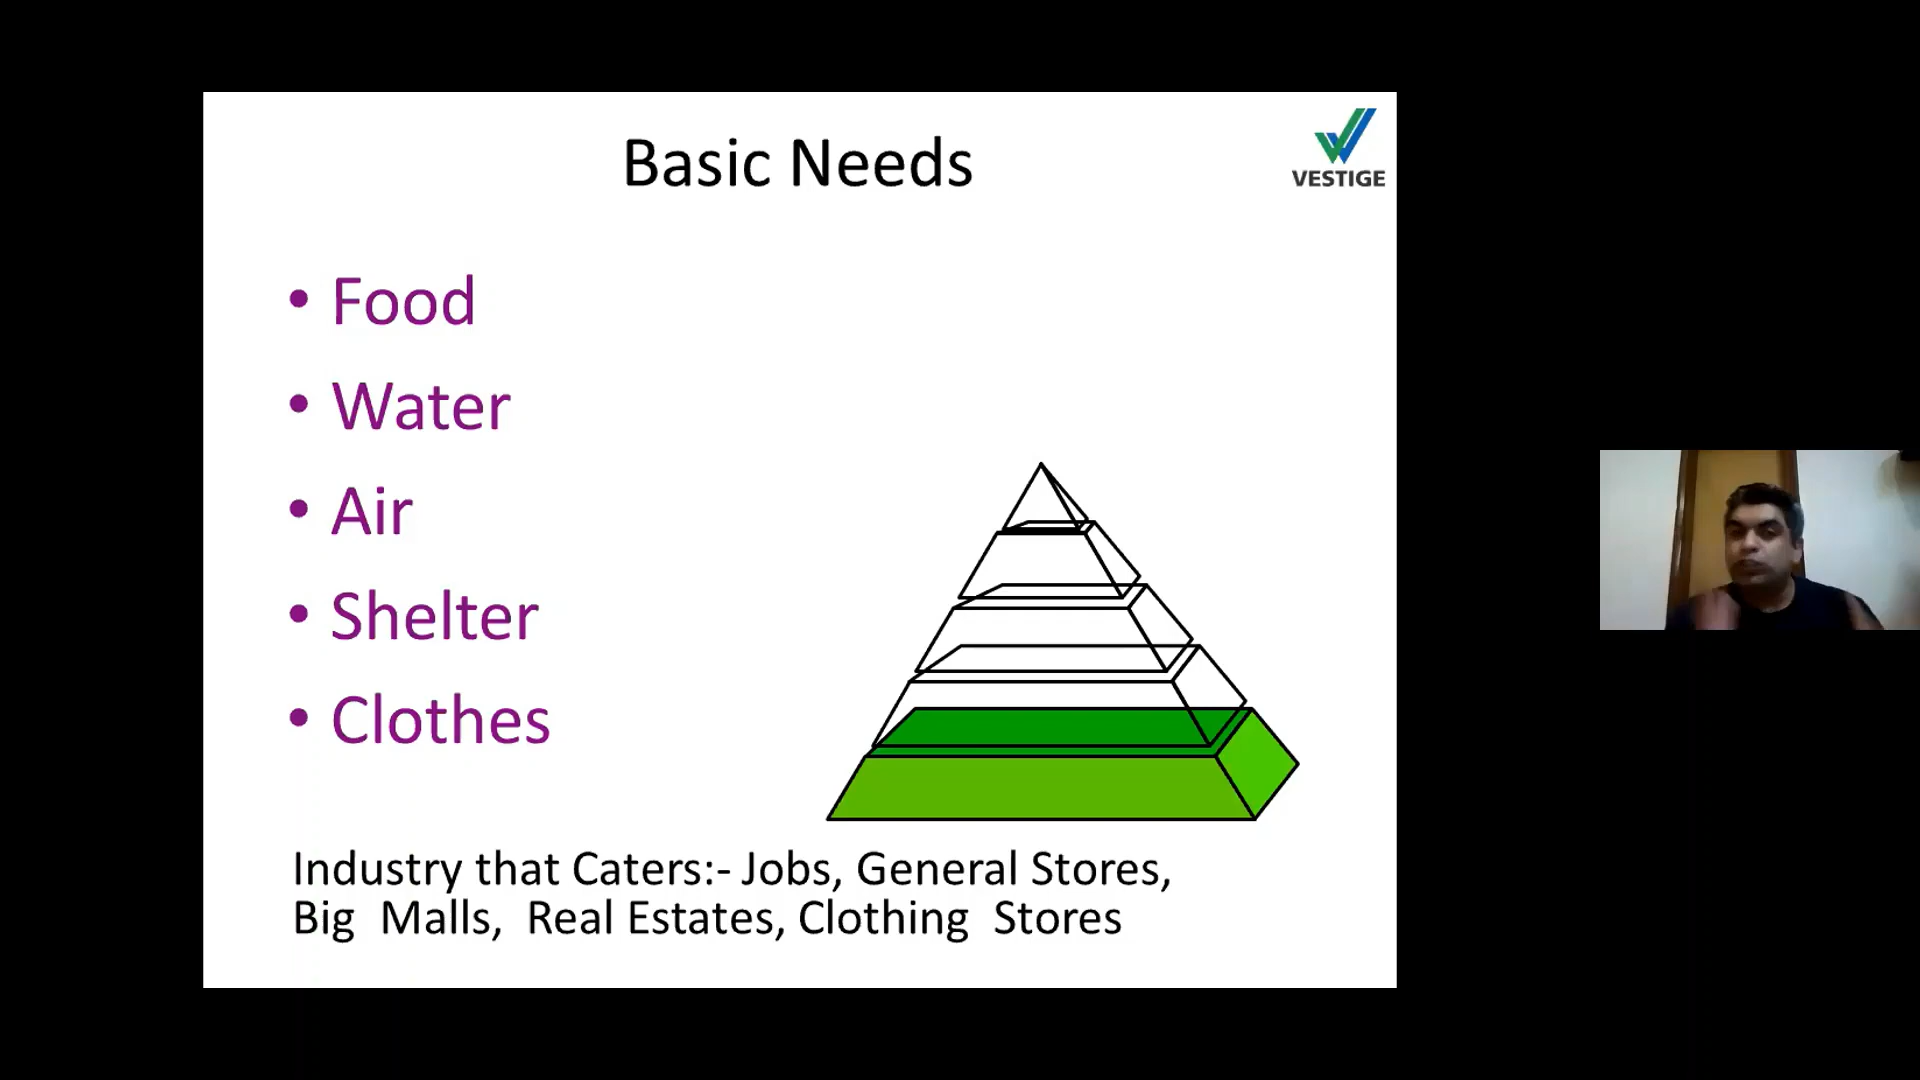 Basic Needs
VESTIGE
• Food
• Water
• Air
• Shelter
• Clothes
Industry that Caters:- Jobs, General Stores,
Big Malls, Real Estates, Clothing Stores